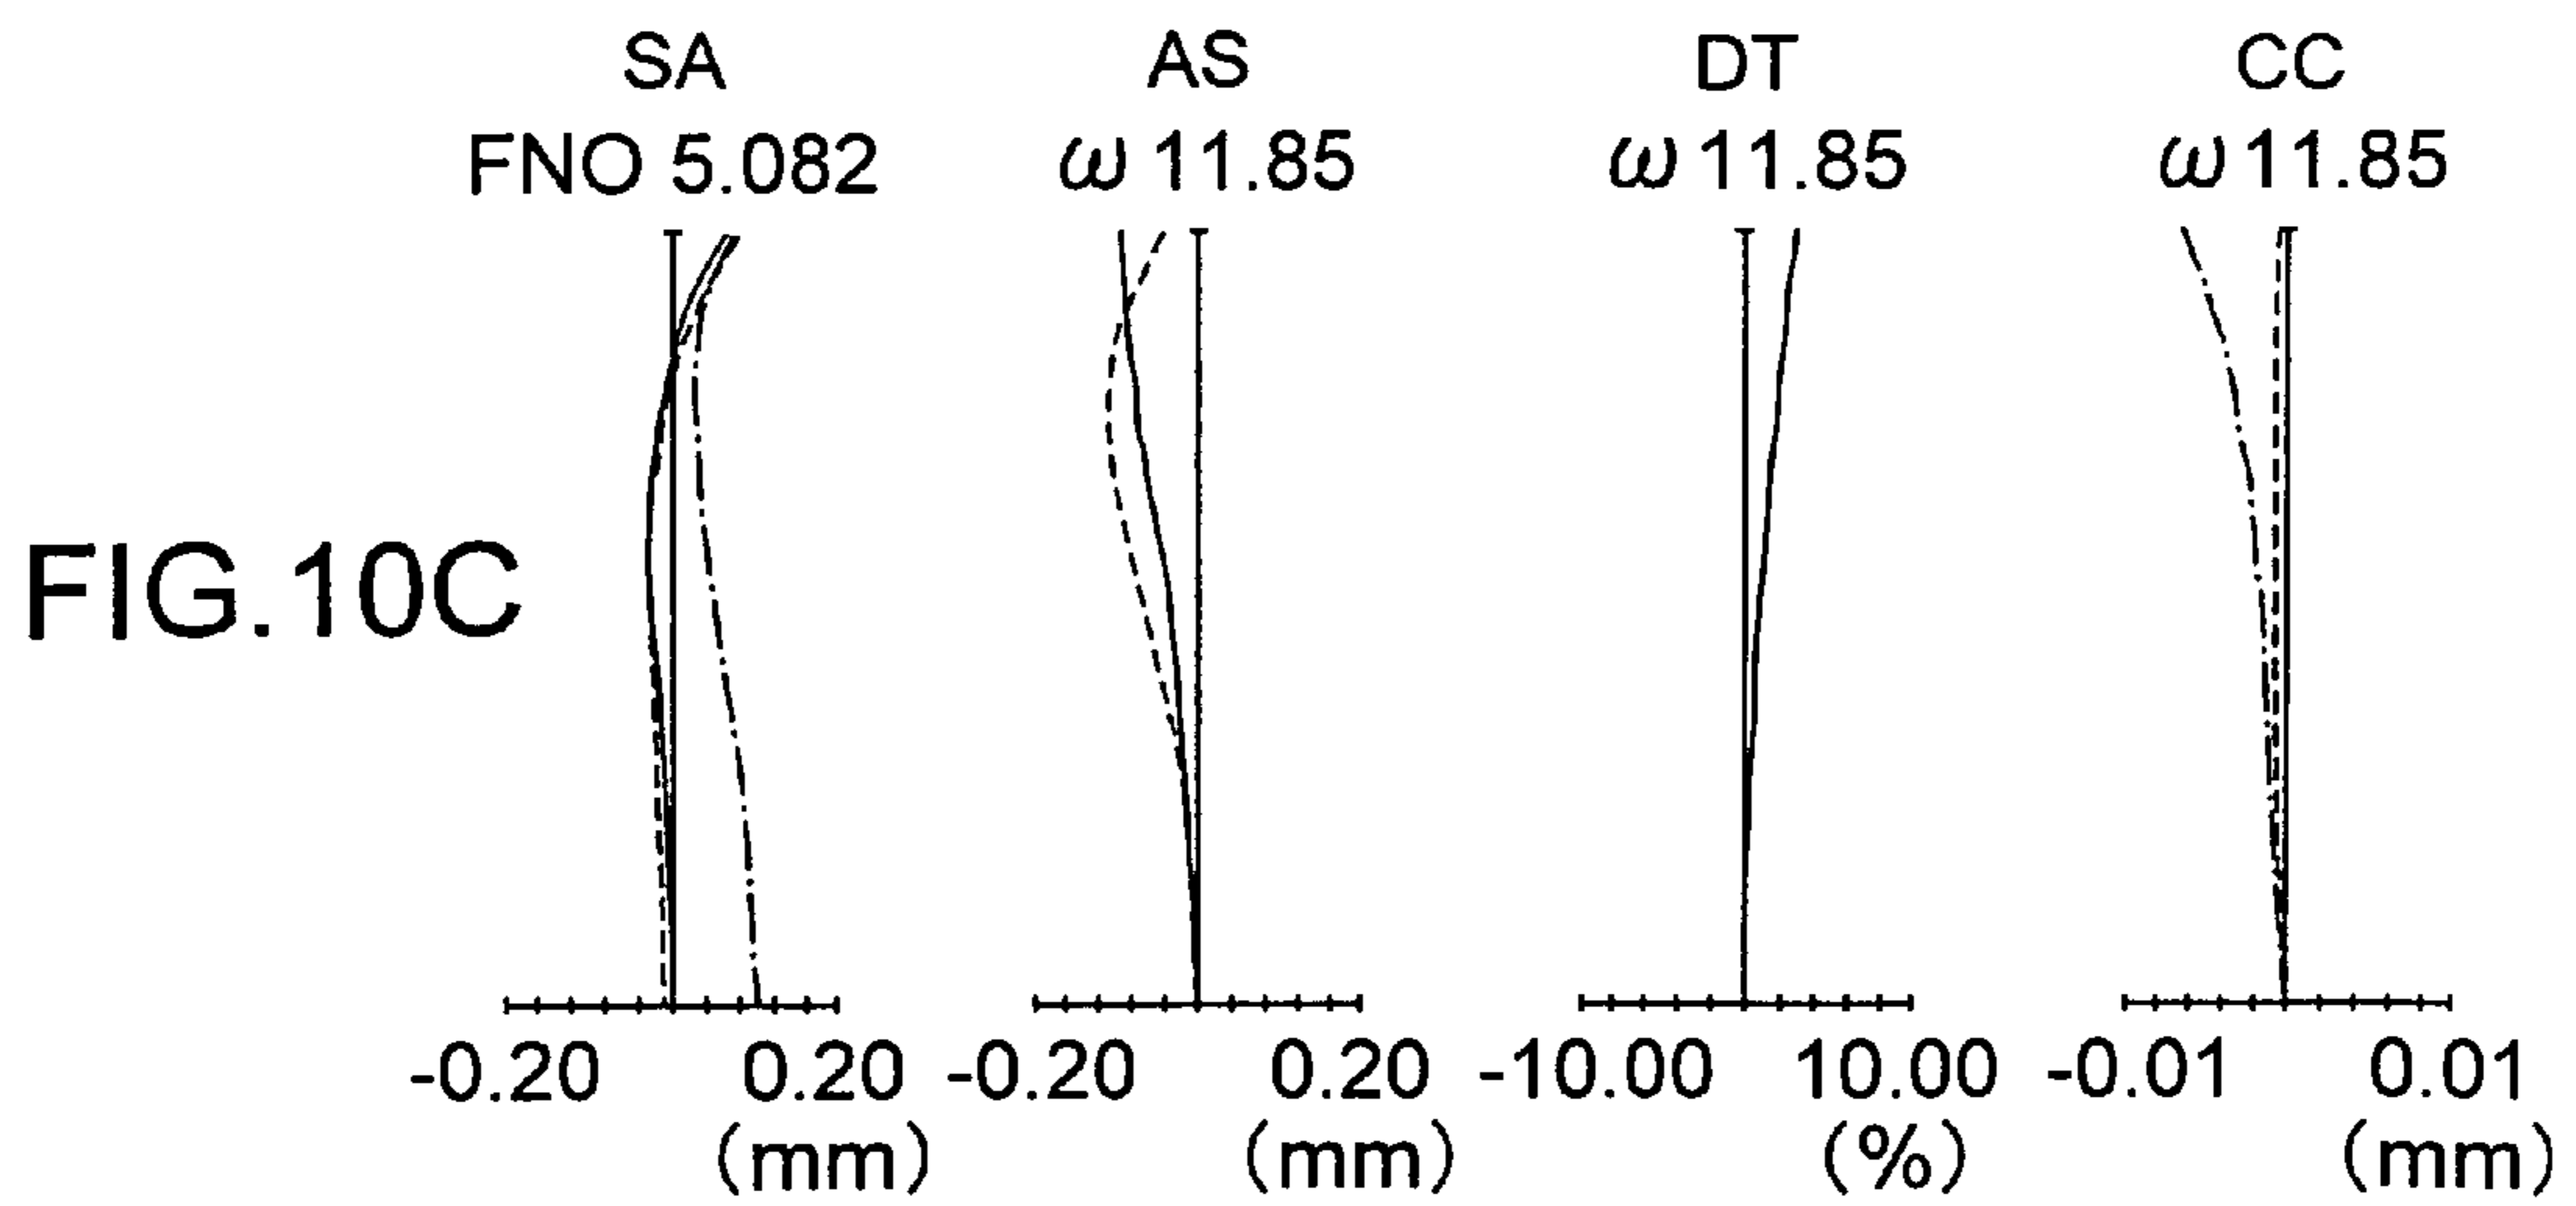 SA AS DT CC
FNO 5.082 ω 11.85 ω 11.85 ω 11.85
FIG.10C
-0.20 0.20 -0.20 0.20 -10.00 10.00 -0.01 0.01
(mm) (mm) (%) (mm)